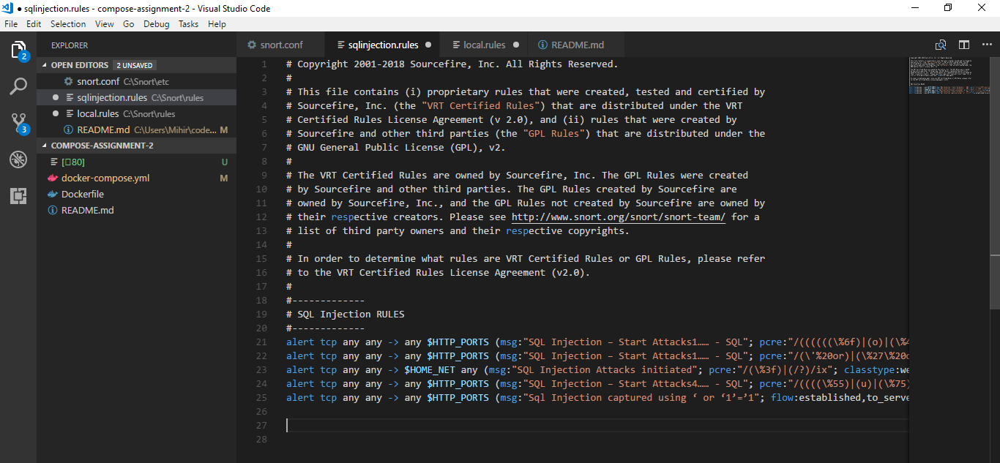 ● sqlinjection.rules - compose-assignment-2 - Visual Studio Code
File Edit Selection View Go Debug Tasks Help
2
3
EXPLORER
OPEN EDITORS 2 UNSAVED
snort.conf C:\Snort\etc
● sqlinjection.rules C:\Snort\rules
● local.rules C:\Snort\rules
README.md C:\Users\Mihir\code... M
COMPOSE-ASSIGNMENT-2
[□80] U
docker-compose.yml M
Dockerfile
README.md
snort.conf sqlinjection.rules ● local.rules ● README.md
1 # Copyright 2001-2018 Sourcefire, Inc. All Rights Reserved.
2 #
3 # This file contains (i) proprietary rules that were created, tested and certified by
4 # Sourcefire, Inc. (the "VRT Certified Rules") that are distributed under the VRT
5 # Certified Rules License Agreement (v 2.0), and (ii) rules that were created by
6 # Sourcefire and other third parties (the "GPL Rules") that are distributed under the
7 # GNU General Public License (GPL), v2.
8 #
9 # The VRT Certified Rules are owned by Sourcefire, Inc. The GPL Rules were created
10 # by Sourcefire and other third parties. The GPL Rules created by Sourcefire are
11 # owned by Sourcefire, Inc., and the GPL Rules not created by Sourcefire are owned by
12 # their respective creators. Please see http://www.snort.org/snort/snort-team/ for a
13 # list of third party owners and their respective copyrights.
14 #
15 # In order to determine what rules are VRT Certified Rules or GPL Rules, please refer
16 # to the VRT Certified Rules License Agreement (v2.0).
17 #
18 #-------------
19 # SQL Injection RULES
20 #-------------
21 alert tcp any any -> any $HTTP_PORTS (msg:"SQL Injection – Start Attacks1…… - SQL"; pcre:"/((((((\%6f)|(o)|(\%4
22 alert tcp any any -> any $HTTP_PORTS (msg:"SQL Injection – Start Attacks1…… - SQL"; pcre:"/(\’%20or)|(\%27\%20o
23 alert tcp any any -> $HOME_NET any (msg:"SQL Injection Attacks initiated"; pcre:"/(\%3f)|(/?)/ix"; classtype:we
24 alert tcp any any -> any $HTTP_PORTS (msg:"SQL Injection – Start Attacks4…… - SQL"; pcre:"/((((\%55)|(u)|(\%75)
25 alert tcp any any -> any $HTTP_PORTS (msg:"Sql Injection captured using ‘ or ‘1’=’1"; flow:established,to_serve
26
27
28